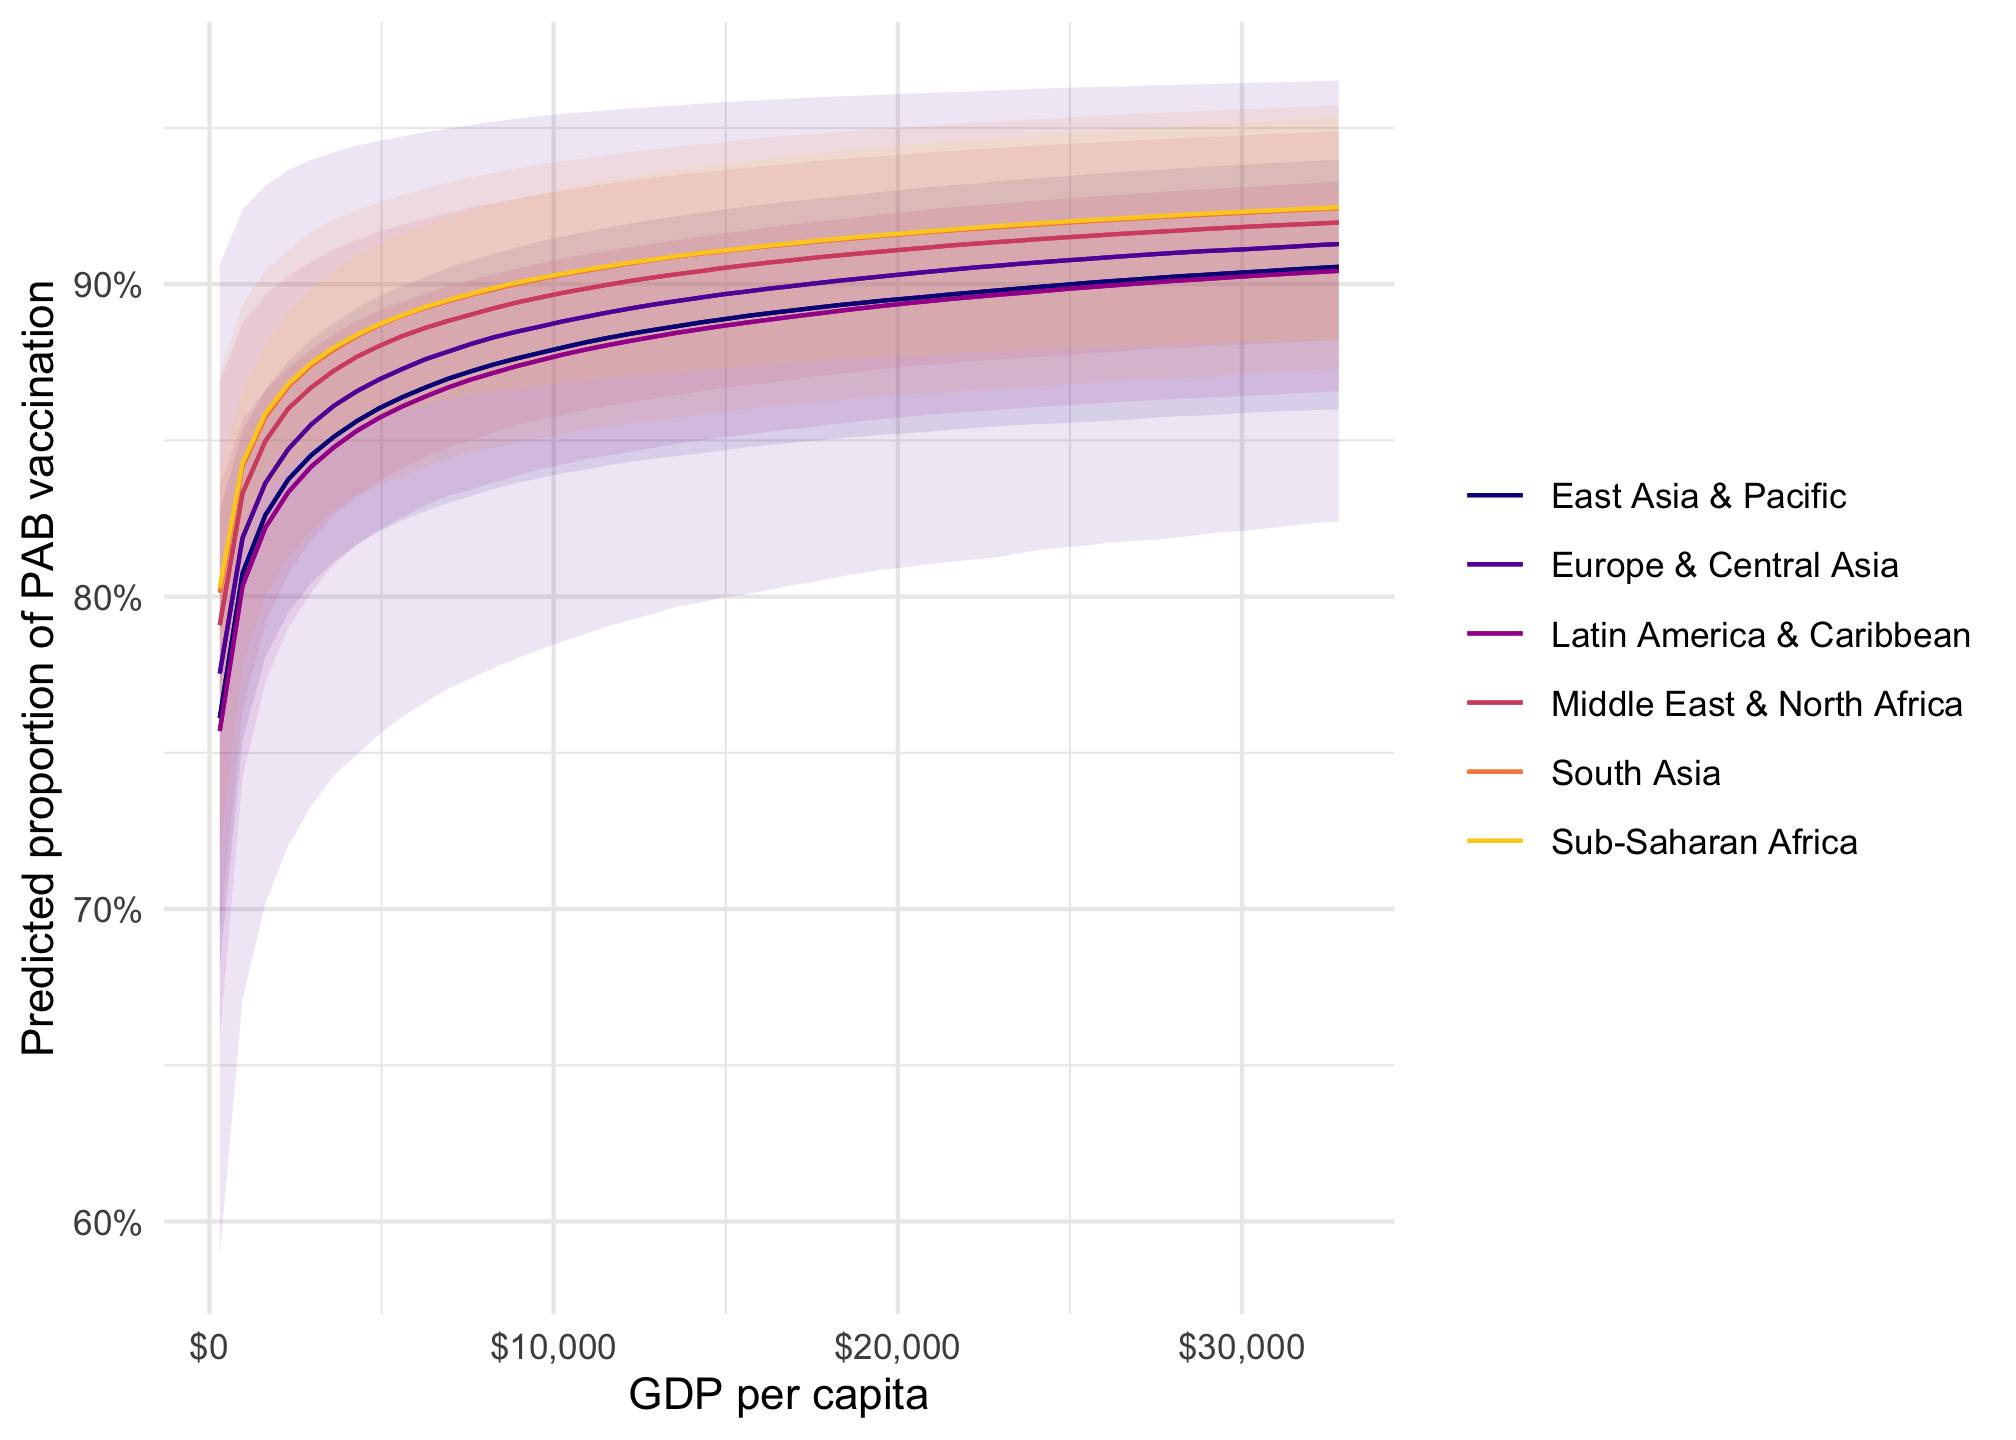 Predicted proportion of PAB vaccination
90%
80%
70%
60%
$0
$10,000
$20,000
$30,000
GDP per capita
East Asia & Pacific
Europe & Central Asia
Latin America & Caribbean
Middle East & North Africa
South Asia
Sub-Saharan Africa